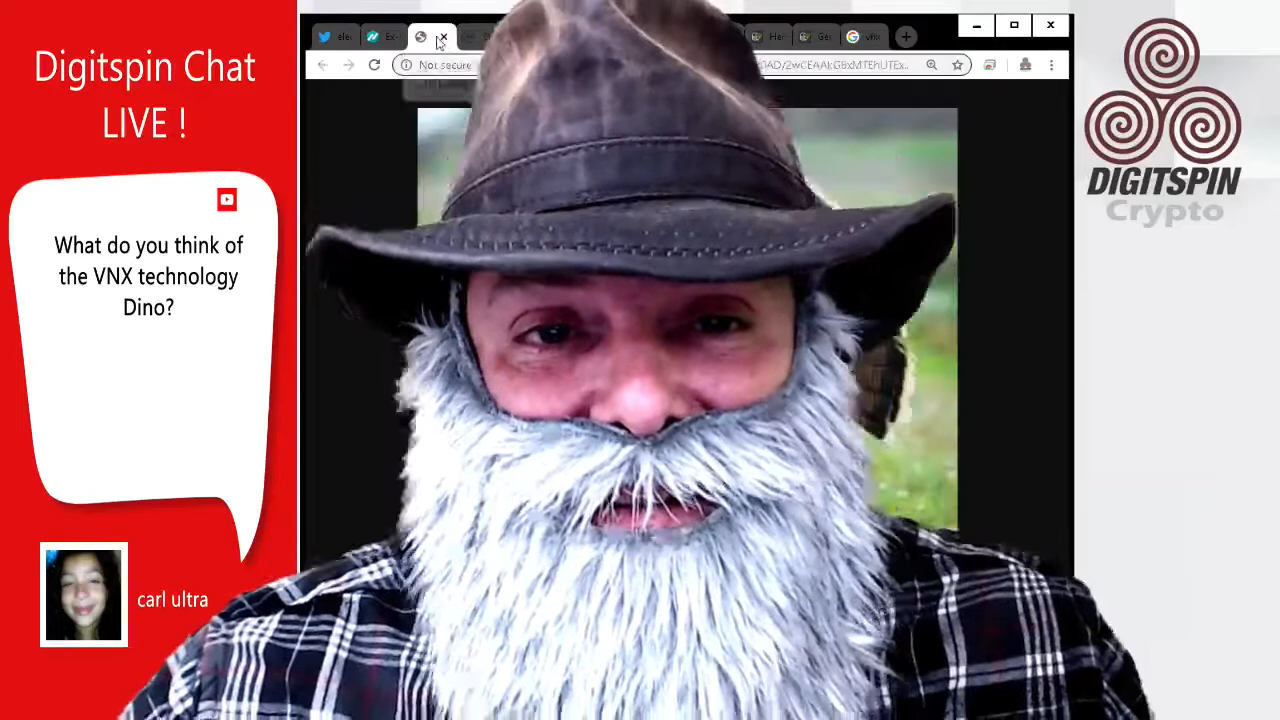 Digitspin Chat
LIVE !
What do you think of
the VNX technology
Dino?
carl ultra
Not secure
DIGITSPIN
Crypto